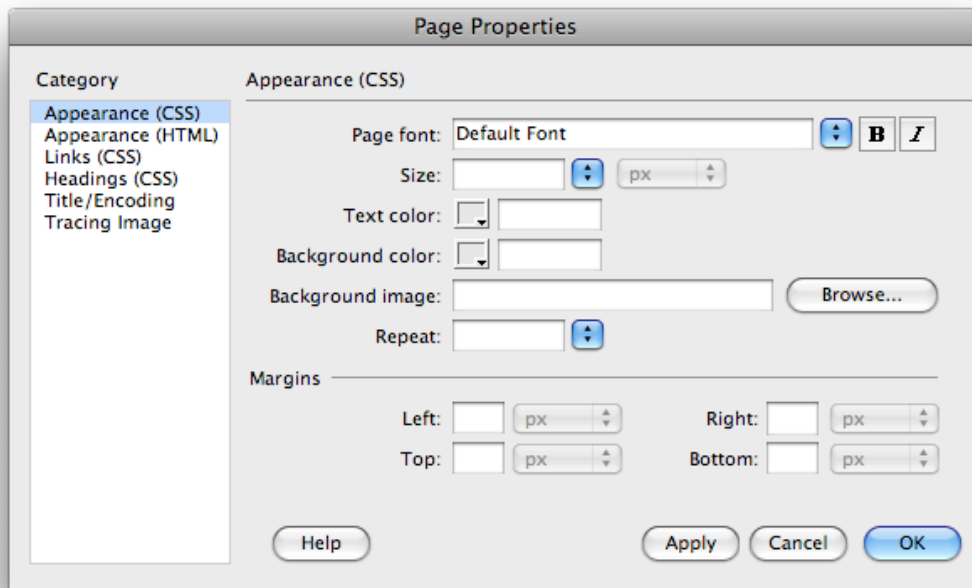 Page Properties
Category
Appearance (CSS)
Appearance (HTML)
Links (CSS)
Headings (CSS)
Title/Encoding
Tracing Image
Appearance (CSS)
Page font: Default Font B I
Size: px
Text color:
Background color:
Background image: Browse...
Repeat:
Margins
Left: px Right: px
Top: px Bottom: px
Help Apply Cancel OK